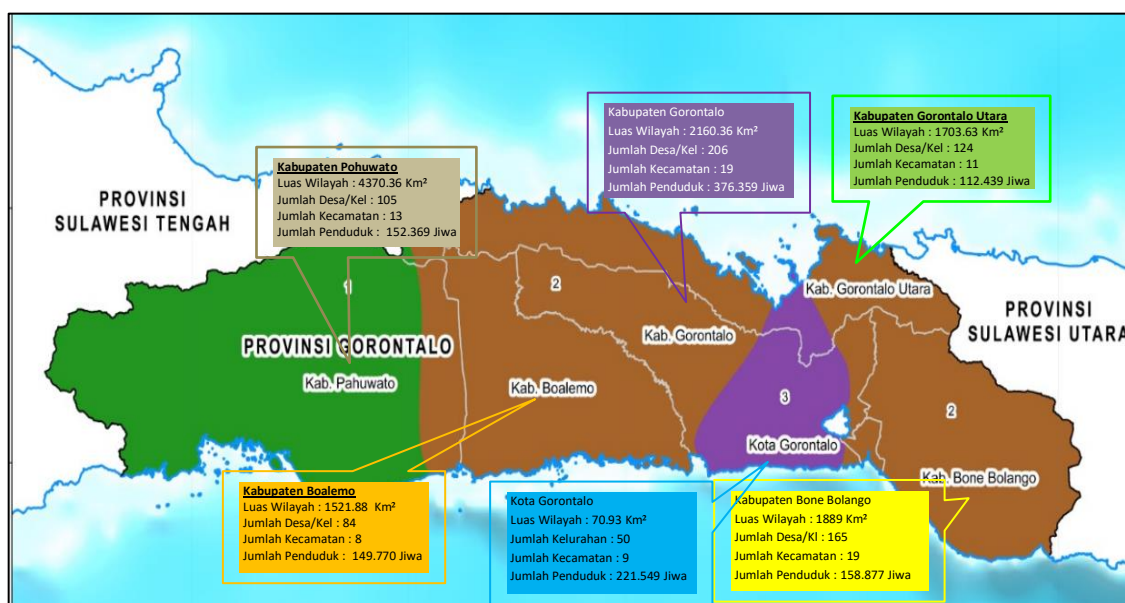 Kabupaten Gorontalo
Luas Wilayah : 2160.36 Km²
Jumlah Desa/Kel : 206
Jumlah Kecamatan : 19
Jumlah Penduduk : 376.359 Jiwa
Kabupaten Gorontalo Utara
Luas Wilayah : 1703.63 Km²
Jumlah Desa/Kel : 124
Jumlah Kecamatan : 11
Jumlah Penduduk : 112.439 Jiwa
Kabupaten Pohuwato
Luas Wilayah : 4370.36 Km²
Jumlah Desa/Kel : 105
Jumlah Kecamatan : 13
Jumlah Penduduk : 152.369 Jiwa
PROVINSI
SULAWESI TENGAH
1
2
Kab. Gorontalo Utara
PROVINSI
SULAWESI UTARA
PROVINSI GORONTALO
Kab. Gorontalo
Kab. Pahuwato
Kab. Boalemo
3
2
Kota Gorontalo
Kab. Bone Bolango
Kabupaten Boalemo
Luas Wilayah : 1521.88 Km²
Jumlah Desa/Kel : 84
Jumlah Kecamatan : 8
Jumlah Penduduk : 149.770 Jiwa
Kota Gorontalo
Luas Wilayah : 70.93 Km²
Jumlah Kelurahan : 50
Jumlah Kecamatan : 9
Jumlah Penduduk : 221.549 Jiwa
Kabupaten Bone Bolango
Luas Wilayah : 1889 Km²
Jumlah Desa/Kl : 165
Jumlah Kecamatan : 19
Jumlah Penduduk : 158.877 Jiwa